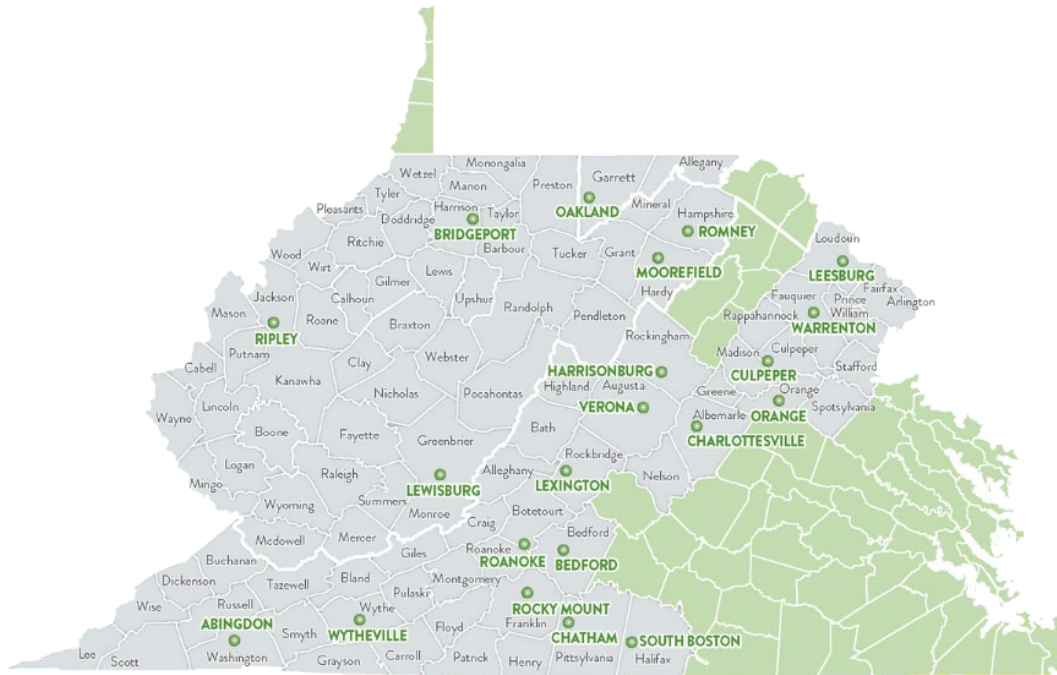 Allegany
Monongalia
Wetzel
Garrett
Preston
Marion
Tyler
Mineral
OAKLAND
Harrison
Taylor
Pleasants
Doddridge
Hampshire
BRIDGEPORT
ROMNEY
Ritchie
Barbour
Tucker
Grant
Loudoun
Wood
Wirt
MOOREFIELD
LEESBURG
Lewis
Gilmer
Fairfax
Hardy
Jackson
Calhoun
Upshur
Fauquier
Prince
William
Arlington
Mason
Roane
Randolph
Pendleton
Rappahannock
Braxton
WARRENTON
RIPLEY
Rockingham
Putnam
Webster
Madison
Culpeper
Clay
Cabell
Stafford
HARRISONBURG
CULPEPER
Kanawha
Highland
Augusta
Nicholas
Pocahontas
Greene
Orange
Lincoln
VERONA
Spotsylvania
Wayne
Albemarle
ORANGE
Bath
Boone
Fayette
Greenbrier
CHARLOTTESVILLE
Rockbridge
Logan
Alleghany
Raleigh
Nelson
Mingo
LEWISBURG
LEXINGTON
Summers
Wyoming
Monroe
Botetourt
Craig
Bedford
Mcdowell
Mercer
Roanoke
Giles
Buchanan
ROANOKE
BEDFORD
Dickenson
Tazewell
Bland
Montgomery
Pulaski
Wise
Russell
Wythe
ROCKY MOUNT
ABINGDON
Franklin
Smyth
WYTHEVILLE
Floyd
CHATHAM
SOUTH BOSTON
Lee
Scott
Washington
Grayson
Carroll
Patrick
Henry
Pittsylvania
Halifax